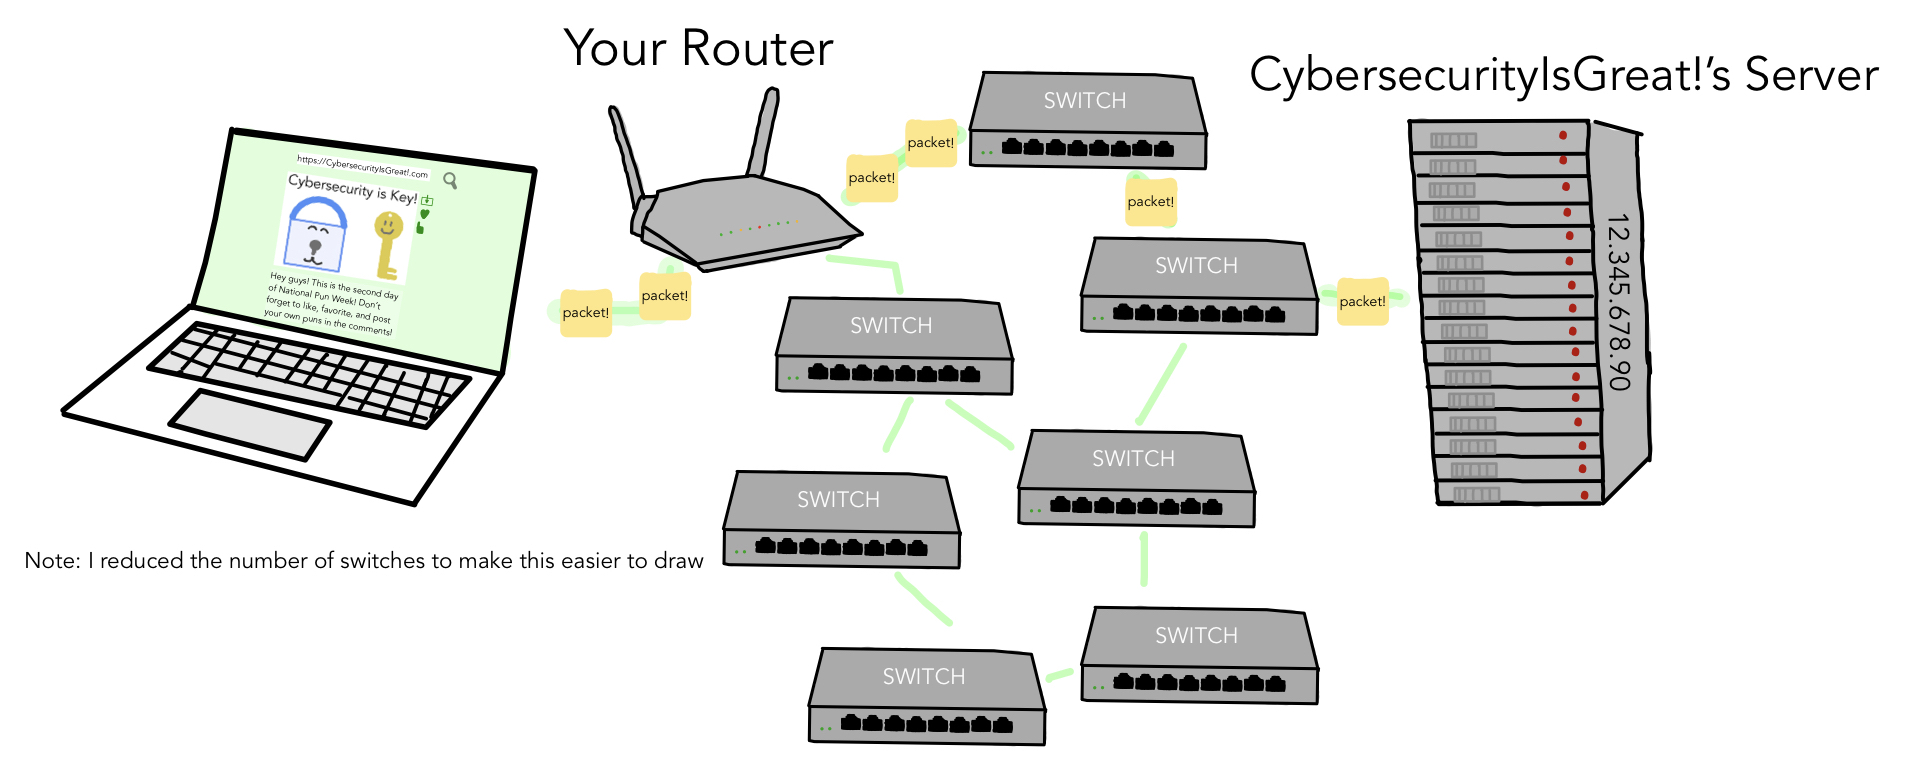 Your Router
CybersecurityIsGreat!'s Server
SWITCH
packet!
packet!
https://CybersecurityIsGreat!.com
Cybersecurity is Key!
Hey guys! This is the second day
of National Pun Week! Don't
forget to like, favorite, and post
your own puns in the comments!
packet!
SWITCH
12.345.678.90
packet!
packet!
packet!
SWITCH
SWITCH
SWITCH
Note: I reduced the number of switches to make this easier to draw
SWITCH
SWITCH